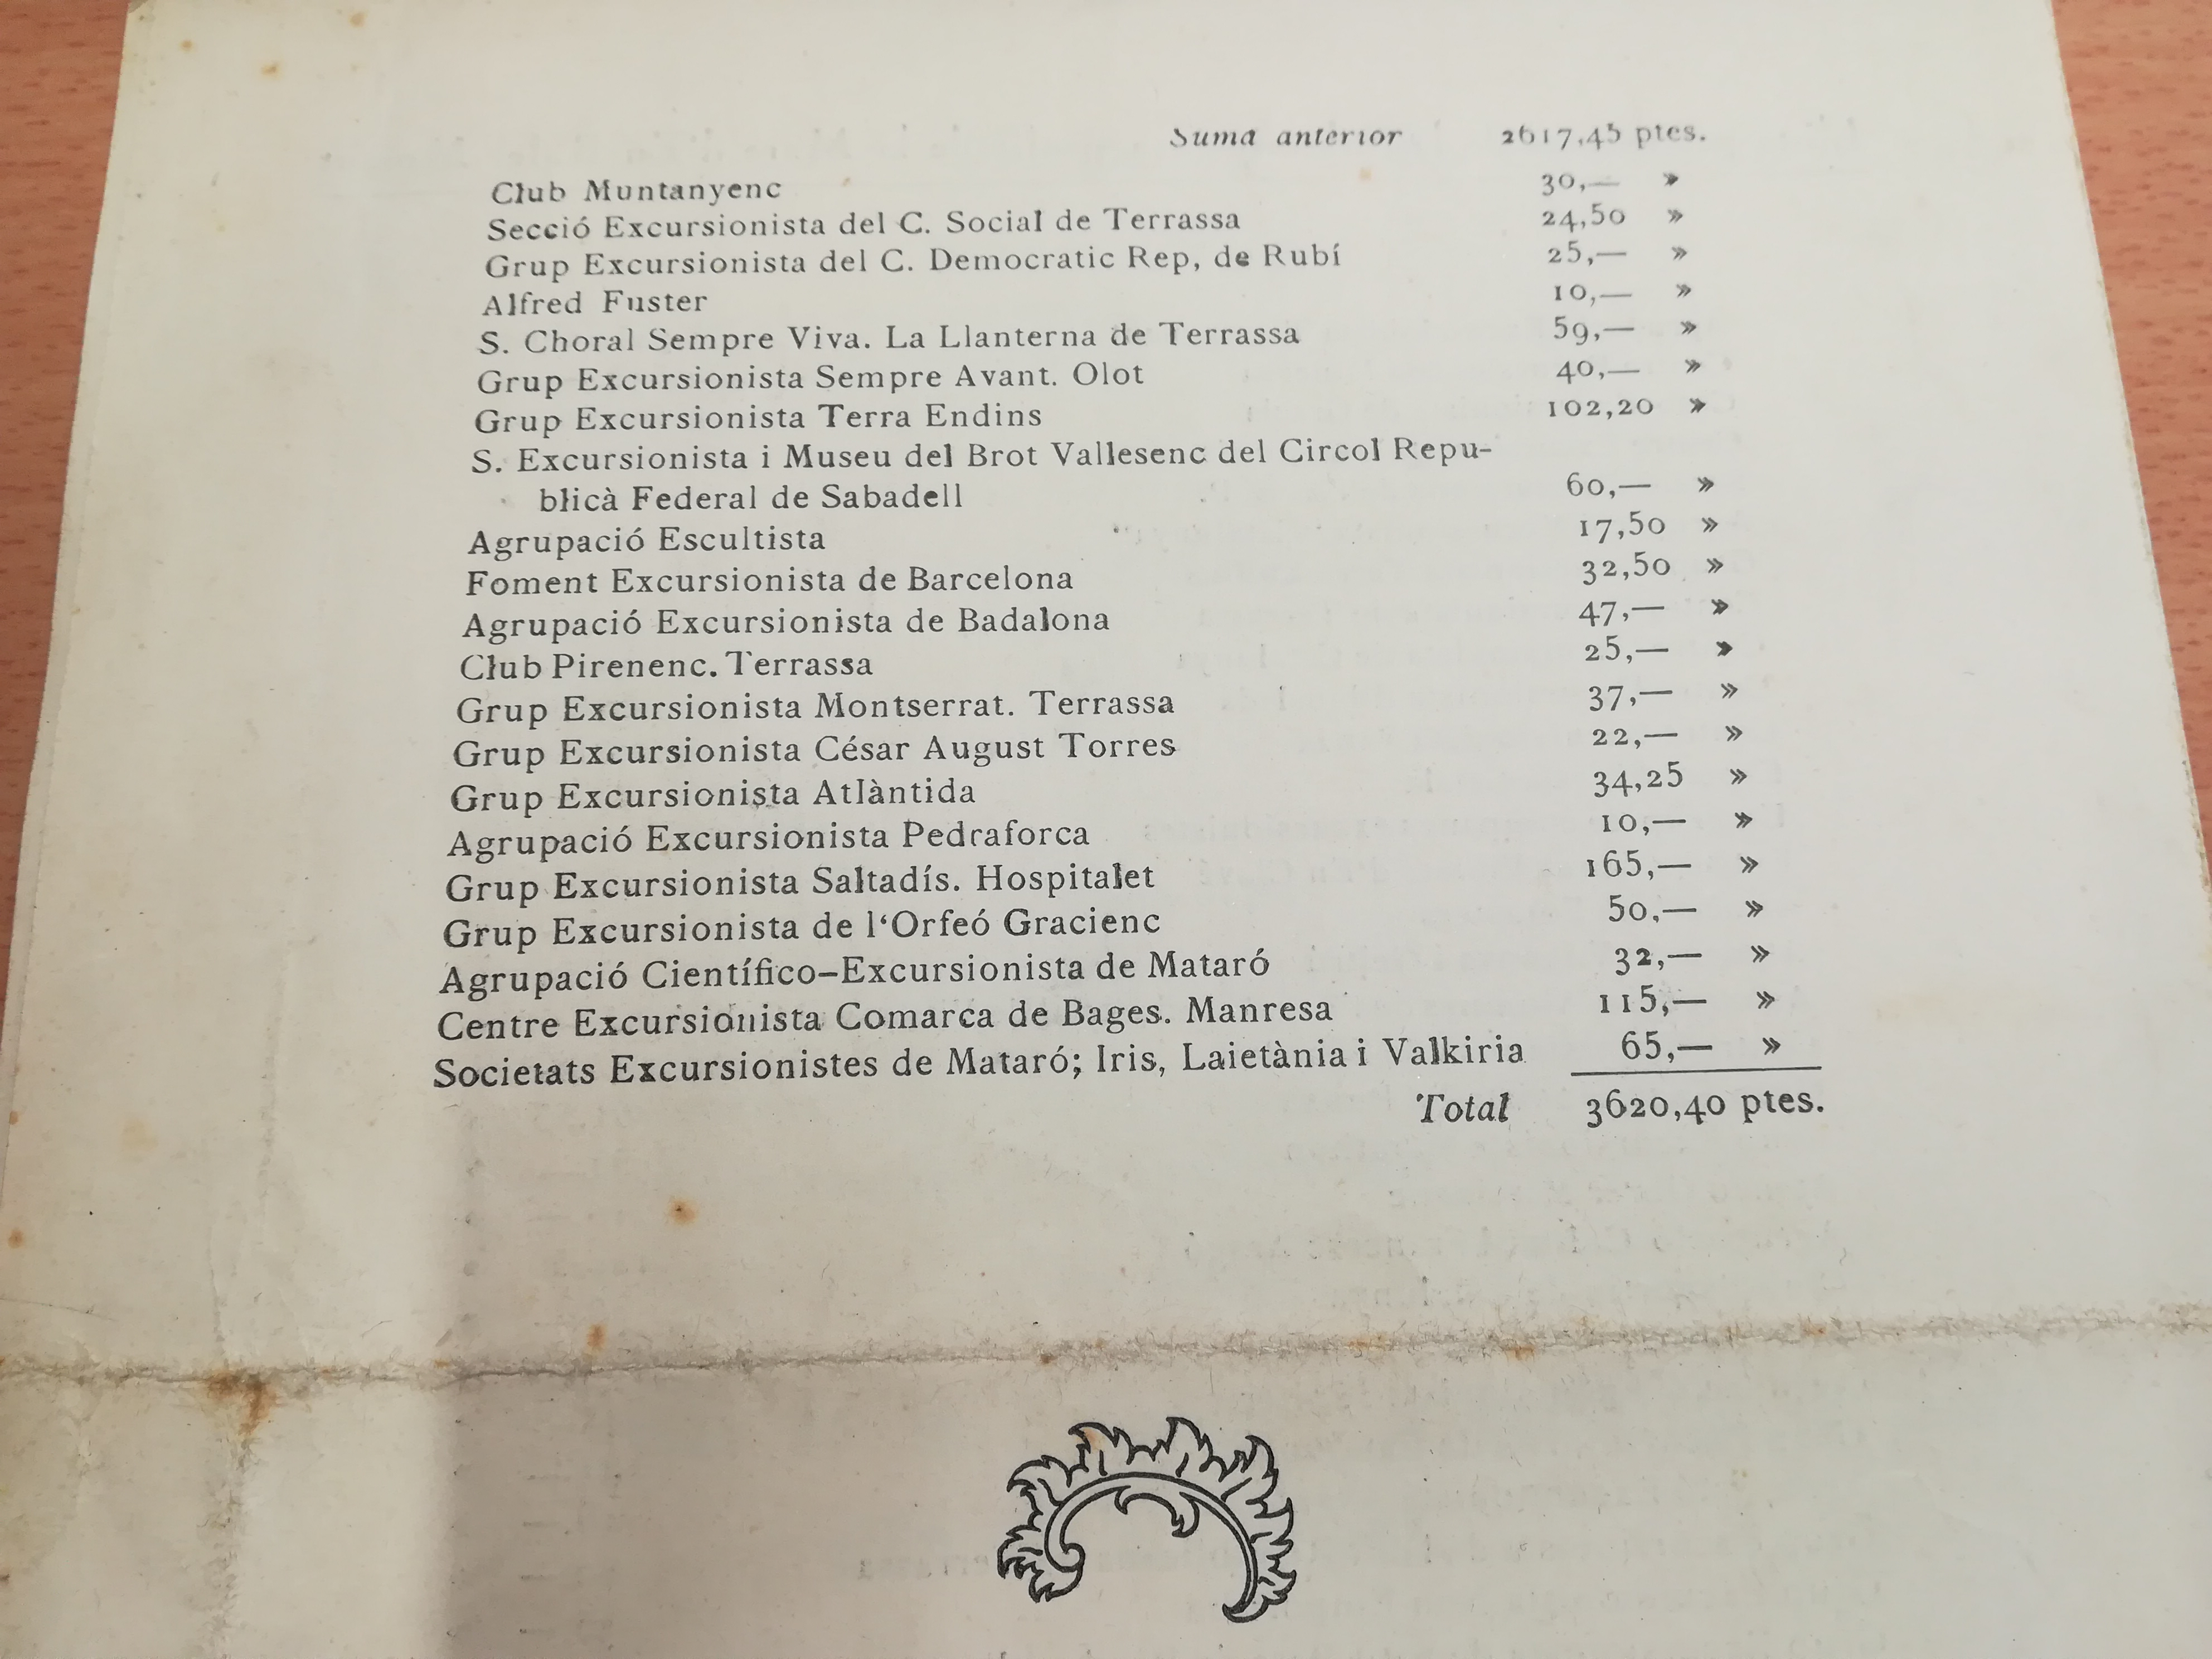 Suma anterior 2617,45 ptes.
Club Muntanyenc 30,— »
Secció Excursionista del C. Social de Terrassa 24,50 »
Grup Excursionista del C. Democratic Rep, de Rubí 25,— »
Alfred Fuster 10,— »
S. Choral Sempre Viva. La Llanterna de Terrassa 59,— »
Grup Excursionista Sempre Avant. Olot 40,— »
Grup Excursionista Terra Endins 102,20 »
S. Excursionista i Museu del Brot Vallesenc del Circol Repu-
blicà Federal de Sabadell 60,— »
Agrupació Escultista 17,50 »
Foment Excursionista de Barcelona 32,50 »
Agrupació Excursionista de Badalona 47,— »
Club Pirenenc. Terrassa 25,— »
Grup Excursionista Montserrat. Terrassa 37,— »
Grup Excursionista César August Torres 22,— »
Grup Excursionista Atlàntida 34,25 »
Agrupació Excursionista Pedraforca 10,— »
Grup Excursionista Saltadís. Hospitalet 165,— »
Grup Excursionista de l‘Orfeó Gracienc 50,— »
Agrupació Científico–Excursionista de Mataró 32,— »
Centre Excursionista Comarca de Bages. Manresa 115,— »
Societats Excursionistes de Mataró; Iris, Laietània i Valkiria 65,— »
Total 3620,40 ptes.